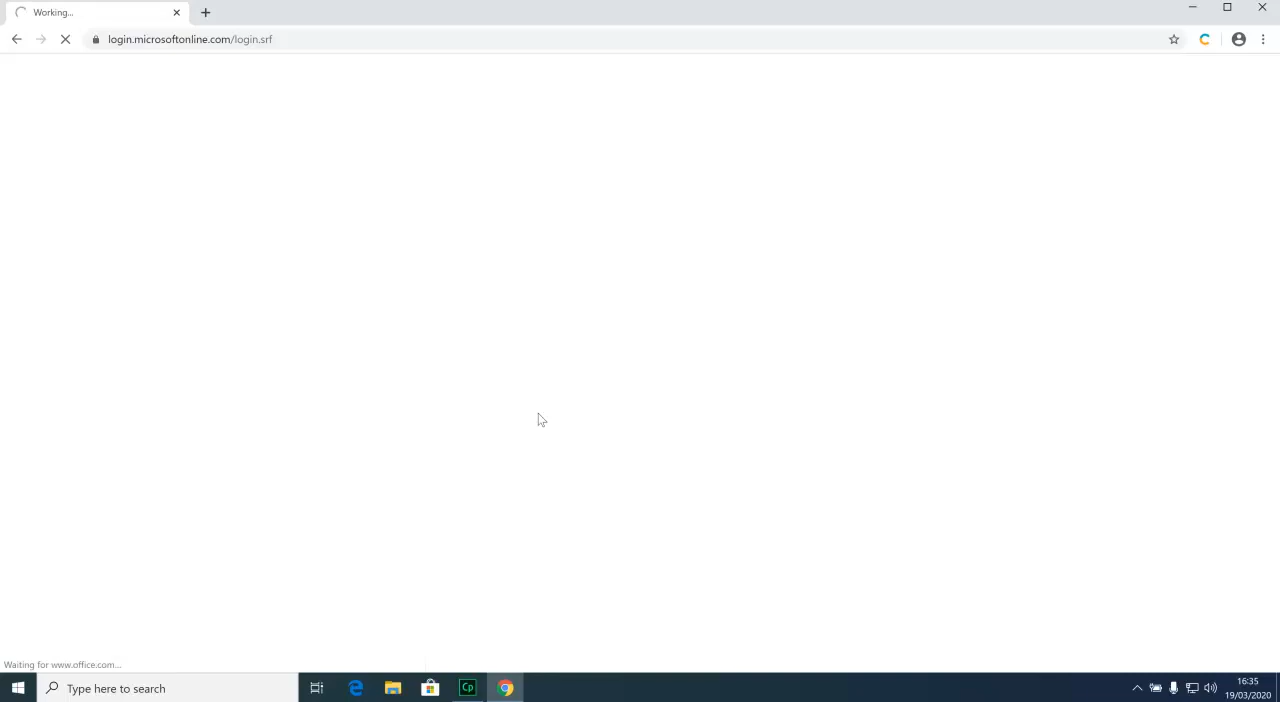 Working...
login.microsoftonline.com/login.srf
Waiting for www.office.com...
Type here to search
Cp
16:35
19/03/2020